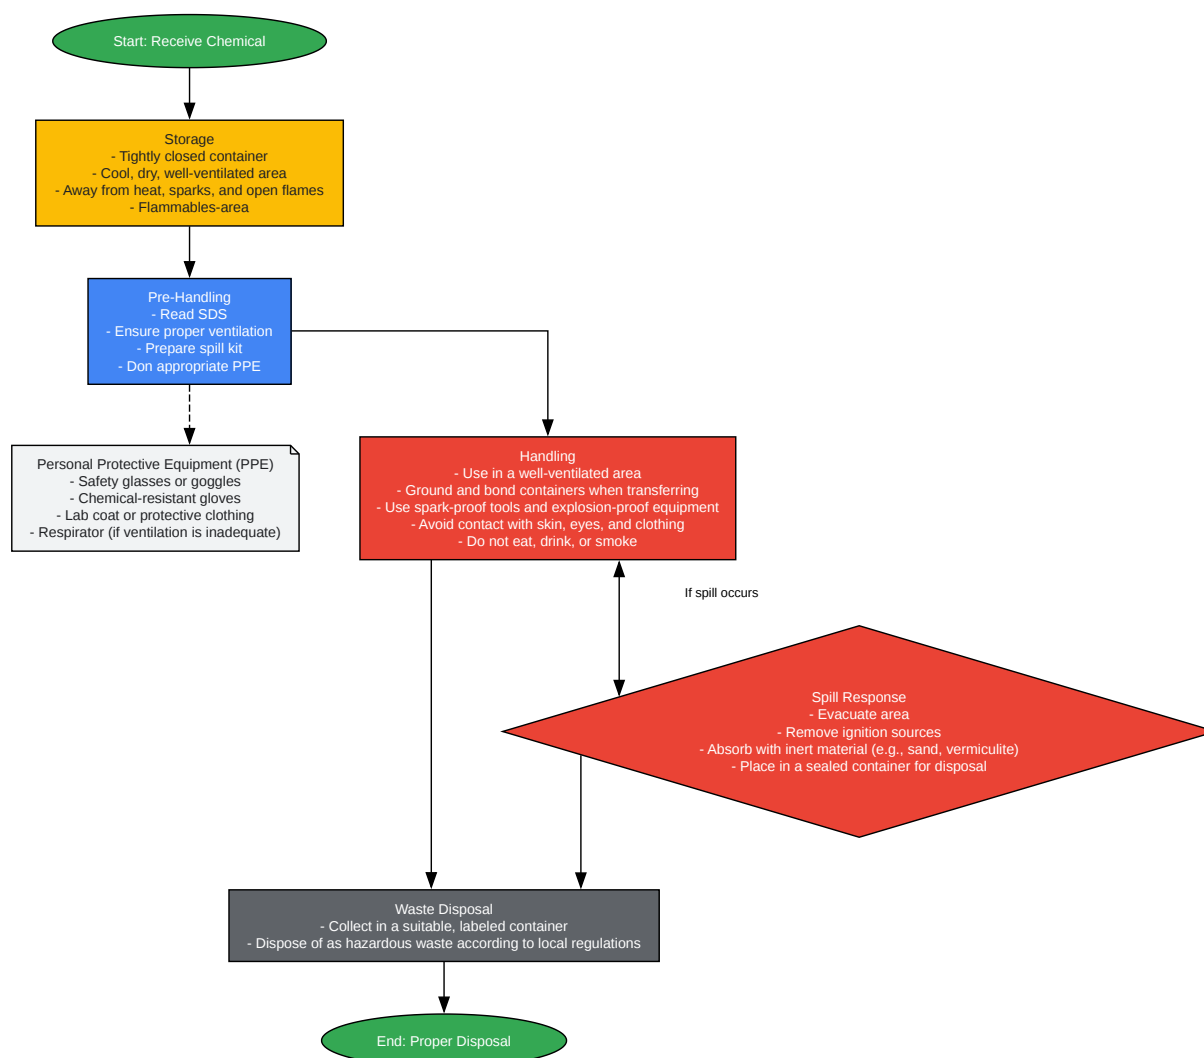 Start: Receive Chemical
Storage
- Tightly closed container
- Cool, dry, well-ventilated area
- Away from heat, sparks, and open flames
- Flammables-area
Pre-Handling
- Read SDS
- Ensure proper ventilation
- Prepare spill kit
- Don appropriate PPE
Personal Protective Equipment (PPE)
- Safety glasses or goggles
- Chemical-resistant gloves
- Lab coat or protective clothing
- Respirator (if ventilation is inadequate)
Handling
- Use in a well-ventilated area
- Ground and bond containers when transferring
- Use spark-proof tools and explosion-proof equipment
- Avoid contact with skin, eyes, and clothing
- Do not eat, drink, or smoke
If spill occurs
Spill Response
- Evacuate area
- Remove ignition sources
- Absorb with inert material (e.g., sand, vermiculite)
- Place in a sealed container for disposal
Waste Disposal
- Collect in a suitable, labeled container
- Dispose of as hazardous waste according to local regulations
End: Proper Disposal